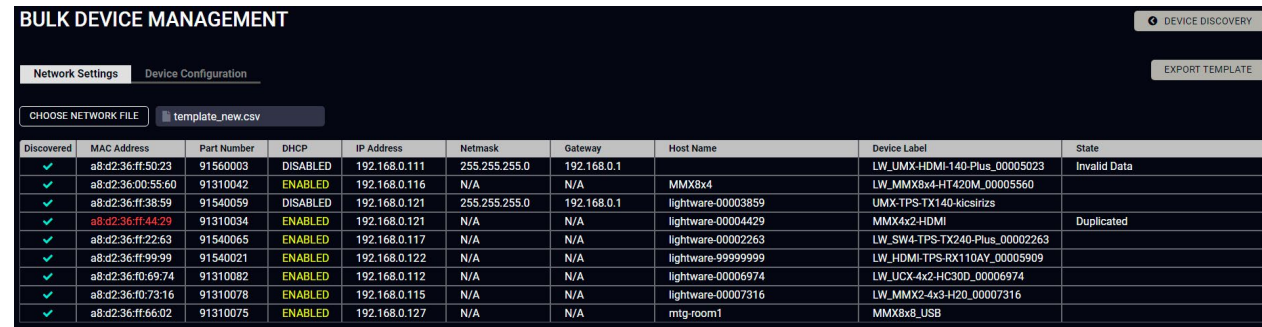 BULK DEVICE MANAGEMENT
DEVICE DISCOVERY
Network Settings Device Configuration
EXPORT TEMPLATE
CHOOSE NETWORK FILE template_new.csv
Discovered MAC Address Part Number DHCP IP Address Netmask Gateway Host Name Device Label State
a8:d2:36:ff:50:23 91560003 DISABLED 192.168.0.111 255.255.255.0 192.168.0.1 LW_UMX-HDMI-140-Plus_00005023 Invalid Data
a8:d2:36:00:55:60 91310042 ENABLED 192.168.0.116 N/A N/A MMX8x4 LW_MMX8x4-HT420M_00005560
a8:d2:36:ff:38:59 91540059 DISABLED 192.168.0.121 255.255.255.0 192.168.0.1 lightware-00003859 UMX-TPS-TX140-kicsirizs
a8:d2:36:ff:44:29 91310034 ENABLED 192.168.0.121 N/A N/A lightware-00004429 MMX4x2-HDMI Duplicated
a8:d2:36:ff:22:63 91540065 ENABLED 192.168.0.117 N/A N/A lightware-00002263 LW_SW4-TPS-TX240-Plus_00002263
a8:d2:36:ff:99:99 91540021 ENABLED 192.168.0.122 N/A N/A lightware-99999999 LW_HDMI-TPS-RX110AY_00005909
a8:d2:36:f0:69:74 91310082 ENABLED 192.168.0.112 N/A N/A lightware-00006974 LW_UCX-4x2-HC30D_00006974
a8:d2:36:f0:73:16 91310078 ENABLED 192.168.0.115 N/A N/A lightware-00007316 LW_MMX2-4x3-H20_00007316
a8:d2:36:ff:66:02 91310075 ENABLED 192.168.0.127 N/A N/A mtg-room1 MMX8x8_USB